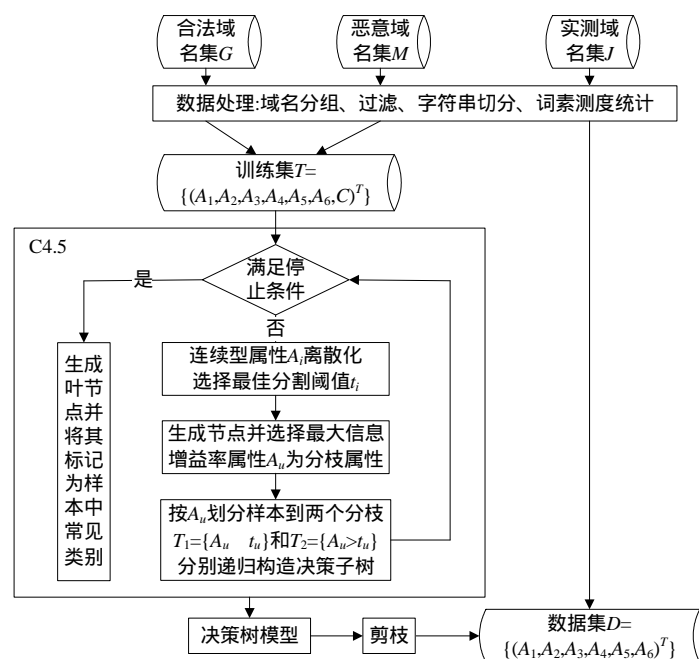 合法域
名集G
恶意域
名集M
实测域
名集J
数据处理:域名分组、过滤、字符串切分、词素测度统计
训练集T=
{(A1,A2,A3,A4,A5,A6,C)^T}
C4.5
满足停
止条件
是
否
连续型属性Ai离散化
选择最佳分割阈值ti
生成节点并选择最大信息
增益率属性Au为分枝属性
按Au划分样本到两个分枝
T1={Au tu}和T2={Au>tu}
分别递归构造决策子树
生成
叶节
点并
将其
标记
为样
本中
常见
类别
决策树模型
剪枝
数据集D=
{(A1,A2,A3,A4,A5,A6)^T}